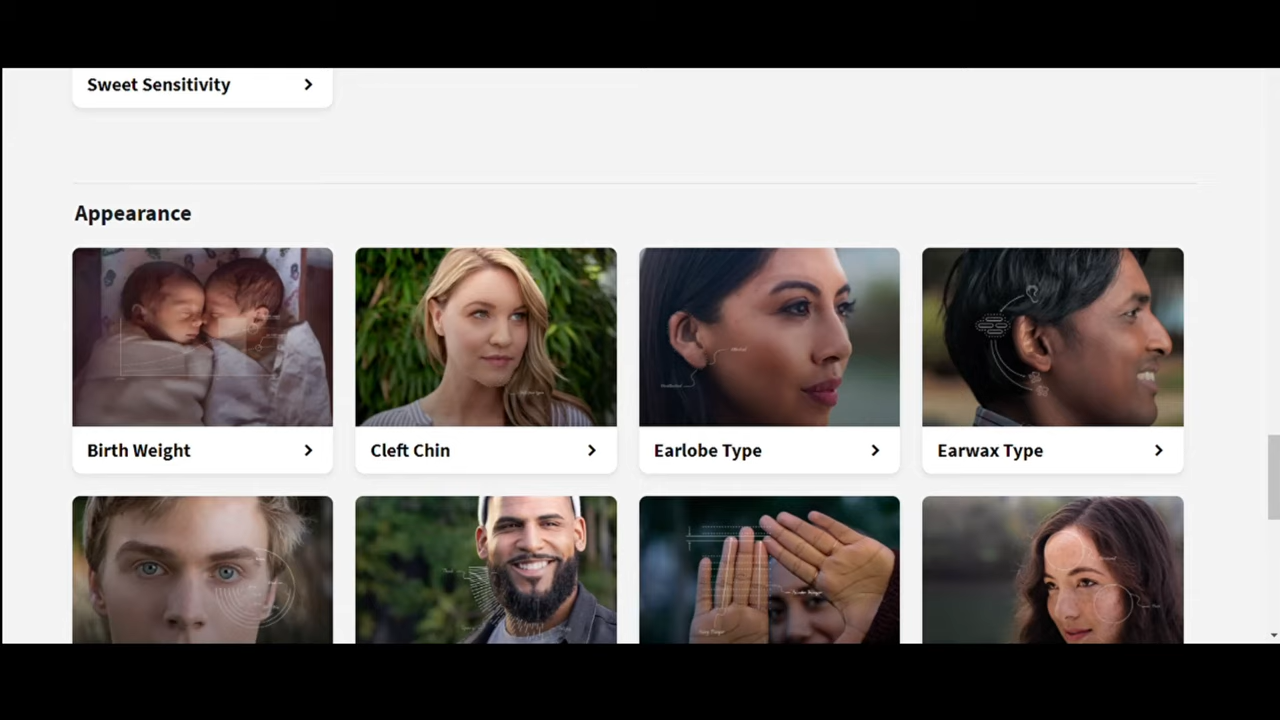 Sweet Sensitivity
Appearance
Birth Weight
Cleft Chin
Earlobe Type
Earwax Type